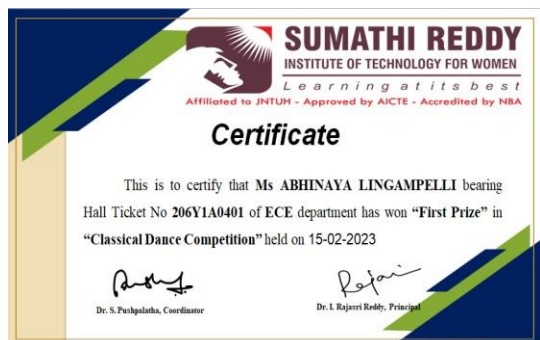 SUMATHI REDDY
INSTITUTE OF TECHNOLOGY FOR WOMEN
Learning at its best
Affiliated to JNTUH - Approved by AICTE - Accredited by NBA
Certificate
This is to certify that Ms ABHINAYA LINGAMPELLI bearing
Hall Ticket No 206Y1A0401 of ECE department has won “First Prize” in
“Classical Dance Competition” held on 15-02-2023
Dr. S. Pushpalatha, Coordinator
Dr. I. Rajasri Reddy, Principal